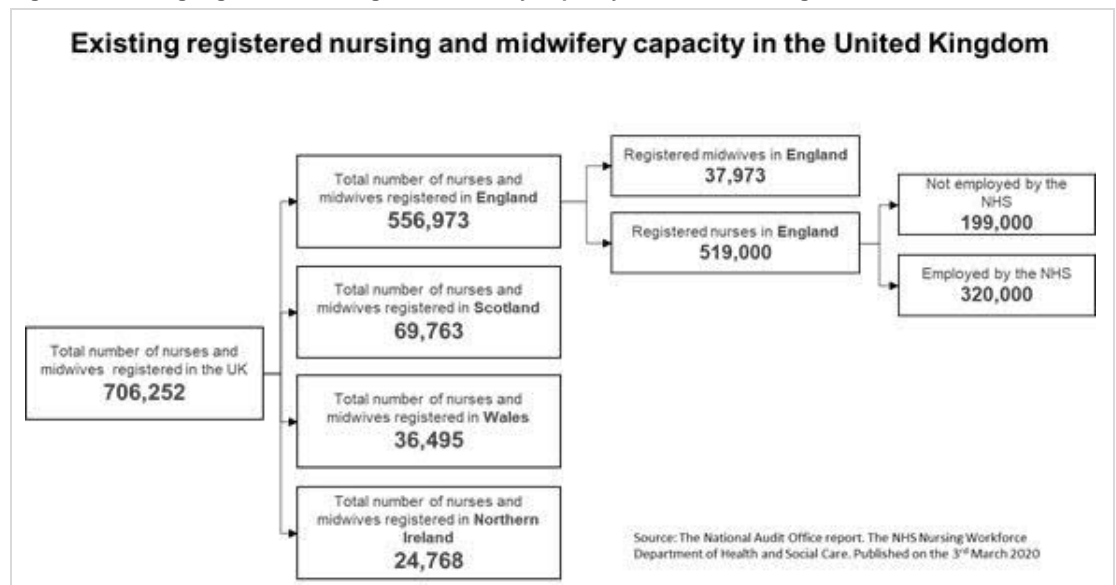 Existing registered nursing and midwifery capacity in the United Kingdom
Total number of nurses and
midwives registered in the UK
706,252
Total number of nurses and
midwives registered in England
556,973
Total number of nurses and
midwives registered in Scotland
69,763
Total number of nurses and
midwives registered in Wales
36,495
Total number of nurses and
midwives registered in Northern
Ireland
24,768
Registered midwives in England
37,973
Registered nurses in England
519,000
Not employed by the
NHS
199,000
Employed by the NHS
320,000
Source: The National Audit Office report. The NHS Nursing Workforce
Department of Health and Social Care. Published on the 3rd March 2020